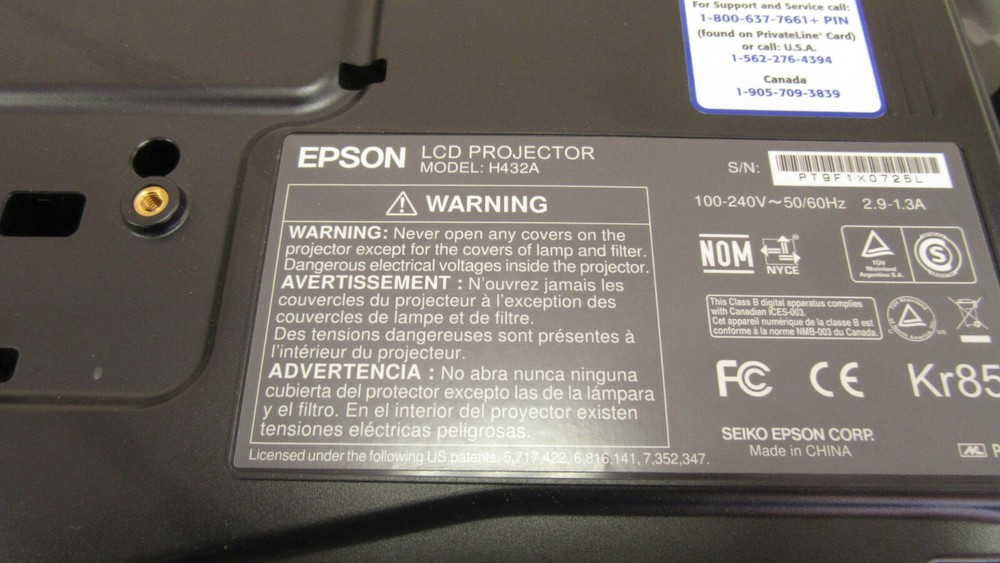 For Support and Service call:
1-800-637-7661+ PIN
(found on PrivateLine® Card)
or call: U.S.A.
1-562-276-4394
Canada
1-905-709-3839
EPSON LCD PROJECTOR
MODEL: H432A
S/N:
PT9F1X0725L
100-240V～50/60Hz 2.9-1.3A
WARNING
WARNING: Never open any covers on the
projector except for the covers of lamp and filter.
Dangerous electrical voltages inside the projector.
AVERTISSEMENT : N'ouvrez jamais les
couvercles du projecteur à l'exception des
couvercles de lampe et de filtre.
Des tensions dangereuses sont présentes à
l'intérieur du projecteur.
ADVERTENCIA : No abra nunca ninguna
cubierta del protector excepto las de la lámpara
y el filtro. En el interior del proyector existen
tensiones eléctricas peligrosas.
Licensed under the following US patents. 5,717,422, 6,816,141, 7,352,347.
NOM
NYCE
TÜV
Rheinland
Argentina S.A.
S
This Class B digital apparatus complies
with Canadian ICES-003.
Cet appareil numérique de la classe B est
conforme à la norme NMB-003 du Canada.
FC CE Kr85
SEIKO EPSON CORP.
Made in CHINA